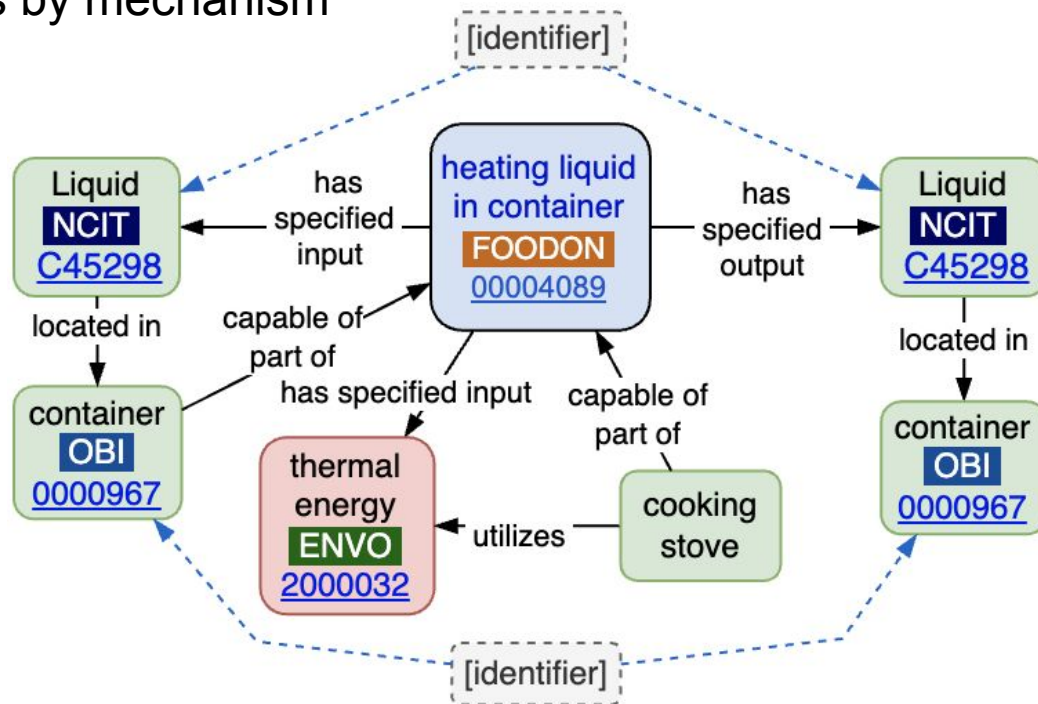 s by mechanism
[identifier]
Liquid
NCIT
C45298
has
specified
input
heating liquid
in container
FOODON
00004089
has
specified
output
Liquid
NCIT
C45298
located in
capable of
part of
has specified input
capable of
part of
located in
container
OBI
0000967
thermal
energy
ENVO
2000032
utilizes
cooking
stove
container
OBI
0000967
[identifier]